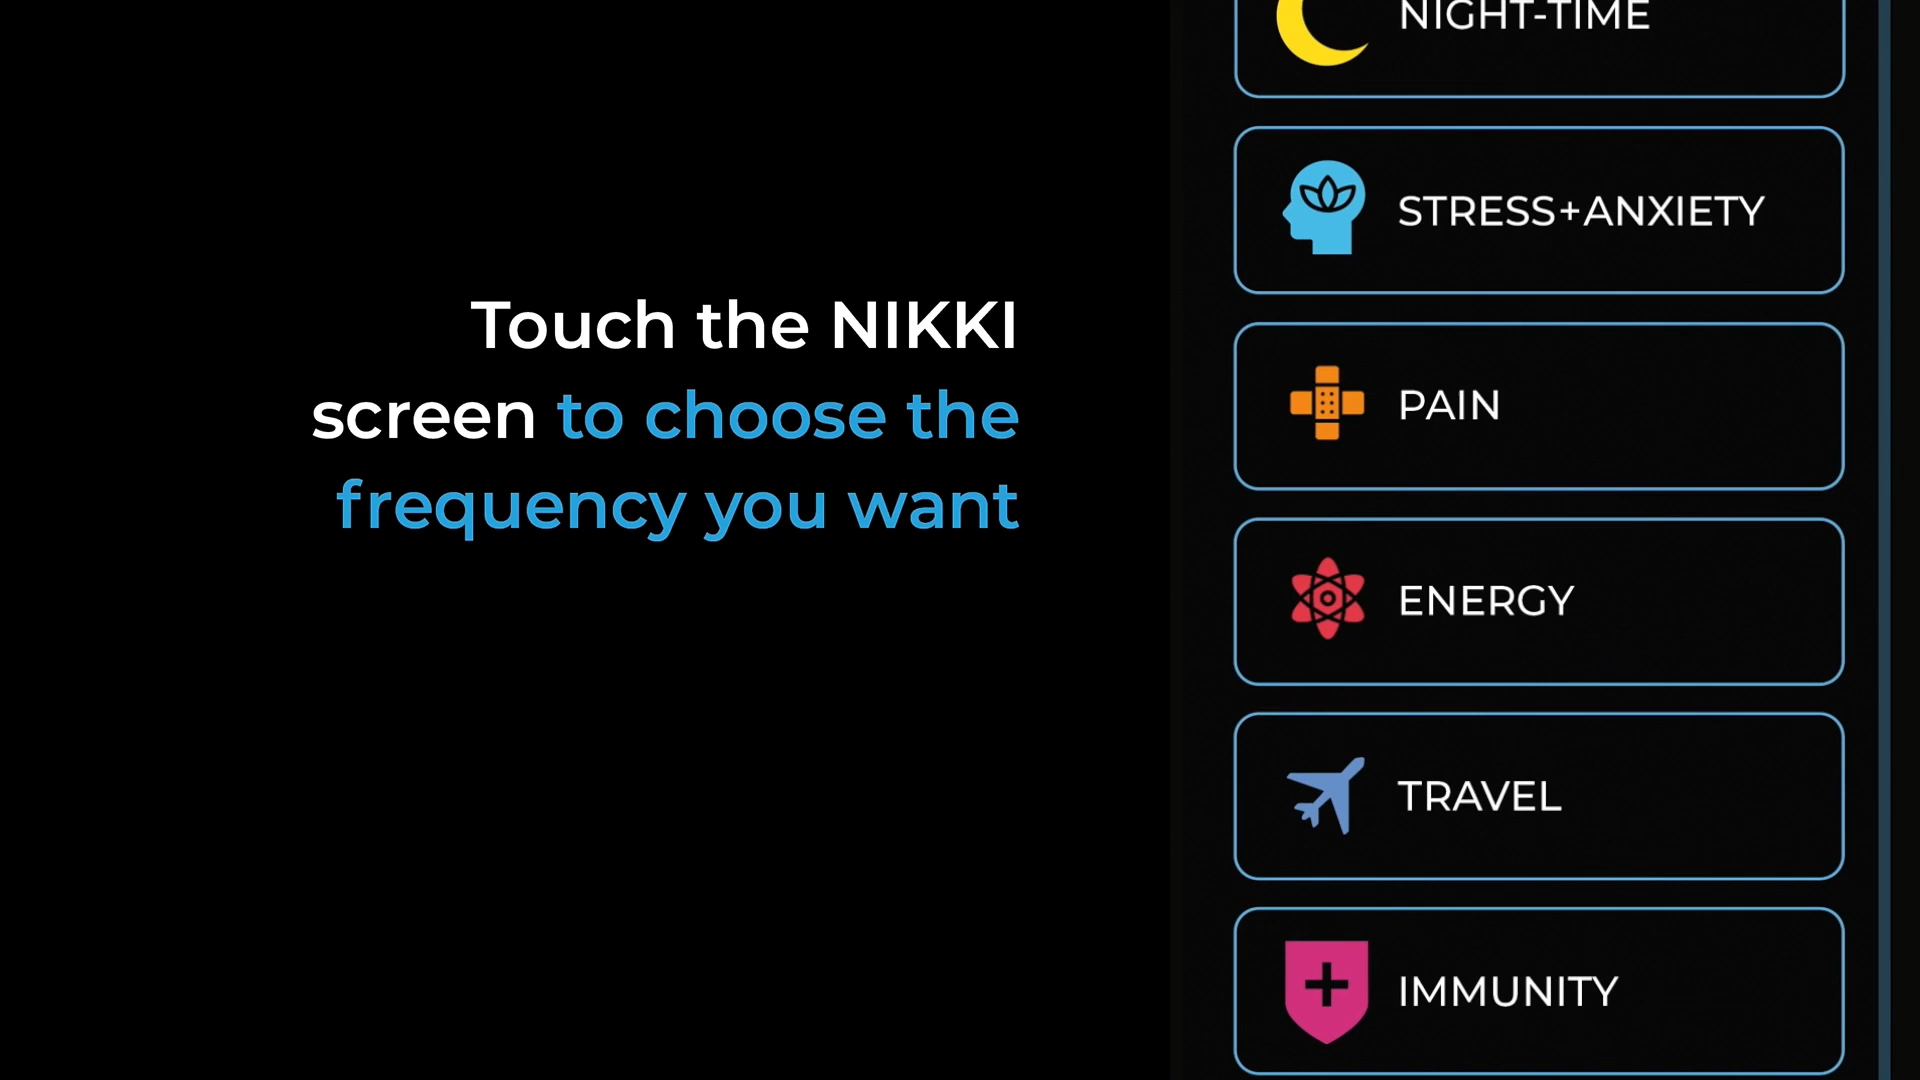 Touch the NIKKI
screen to choose the
frequency you want
NIGHT-TIME
STRESS+ANXIETY
PAIN
ENERGY
TRAVEL
IMMUNITY